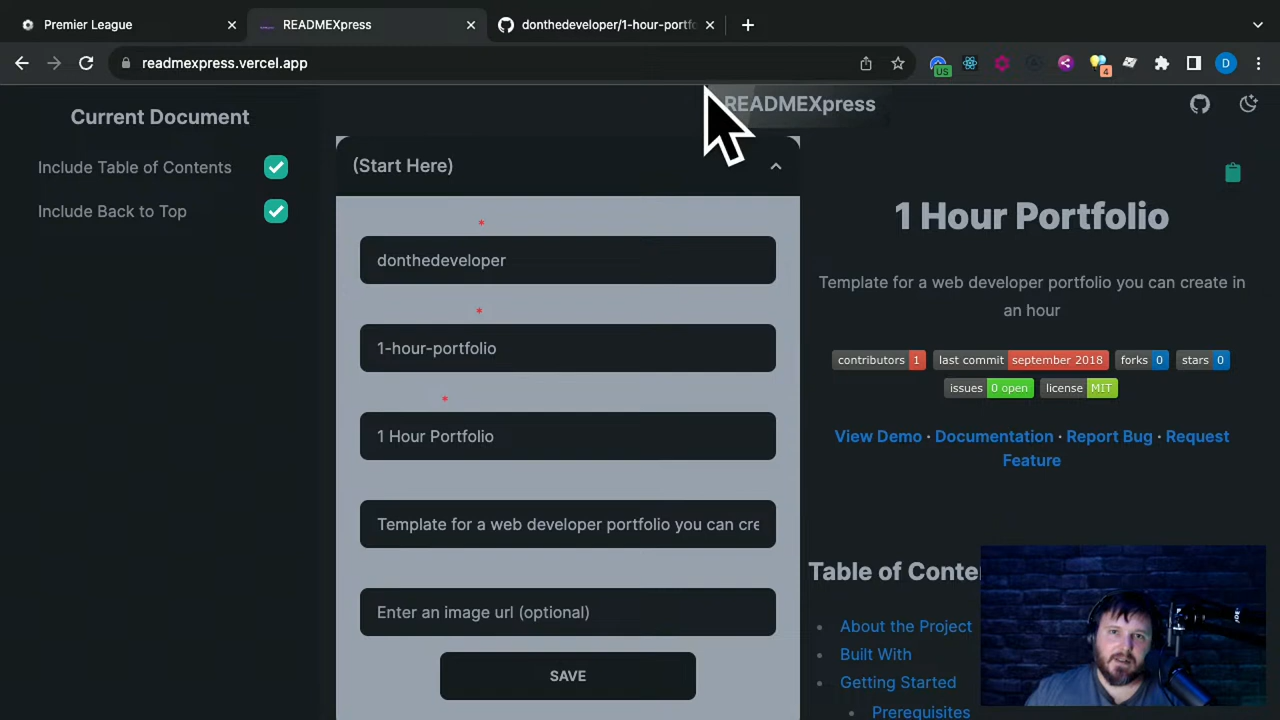 Premier League
READMEXpress
donthedeveloper/1-hour-portfo
readmexpress.vercel.app
US
4
D
Current Document
READMEXpress
Include Table of Contents
Include Back to Top
(Start Here)
*
donthedeveloper
*
1-hour-portfolio
*
1 Hour Portfolio
Template for a web developer portfolio you can cre
Enter an image url (optional)
SAVE
1 Hour Portfolio
Template for a web developer portfolio you can create in
an hour
contributors 1 last commit september 2018 forks 0 stars 0
issues 0 open license MIT
View Demo · Documentation · Report Bug · Request
Feature
Table of Conte
About the Project
Built With
Getting Started
Prerequisites